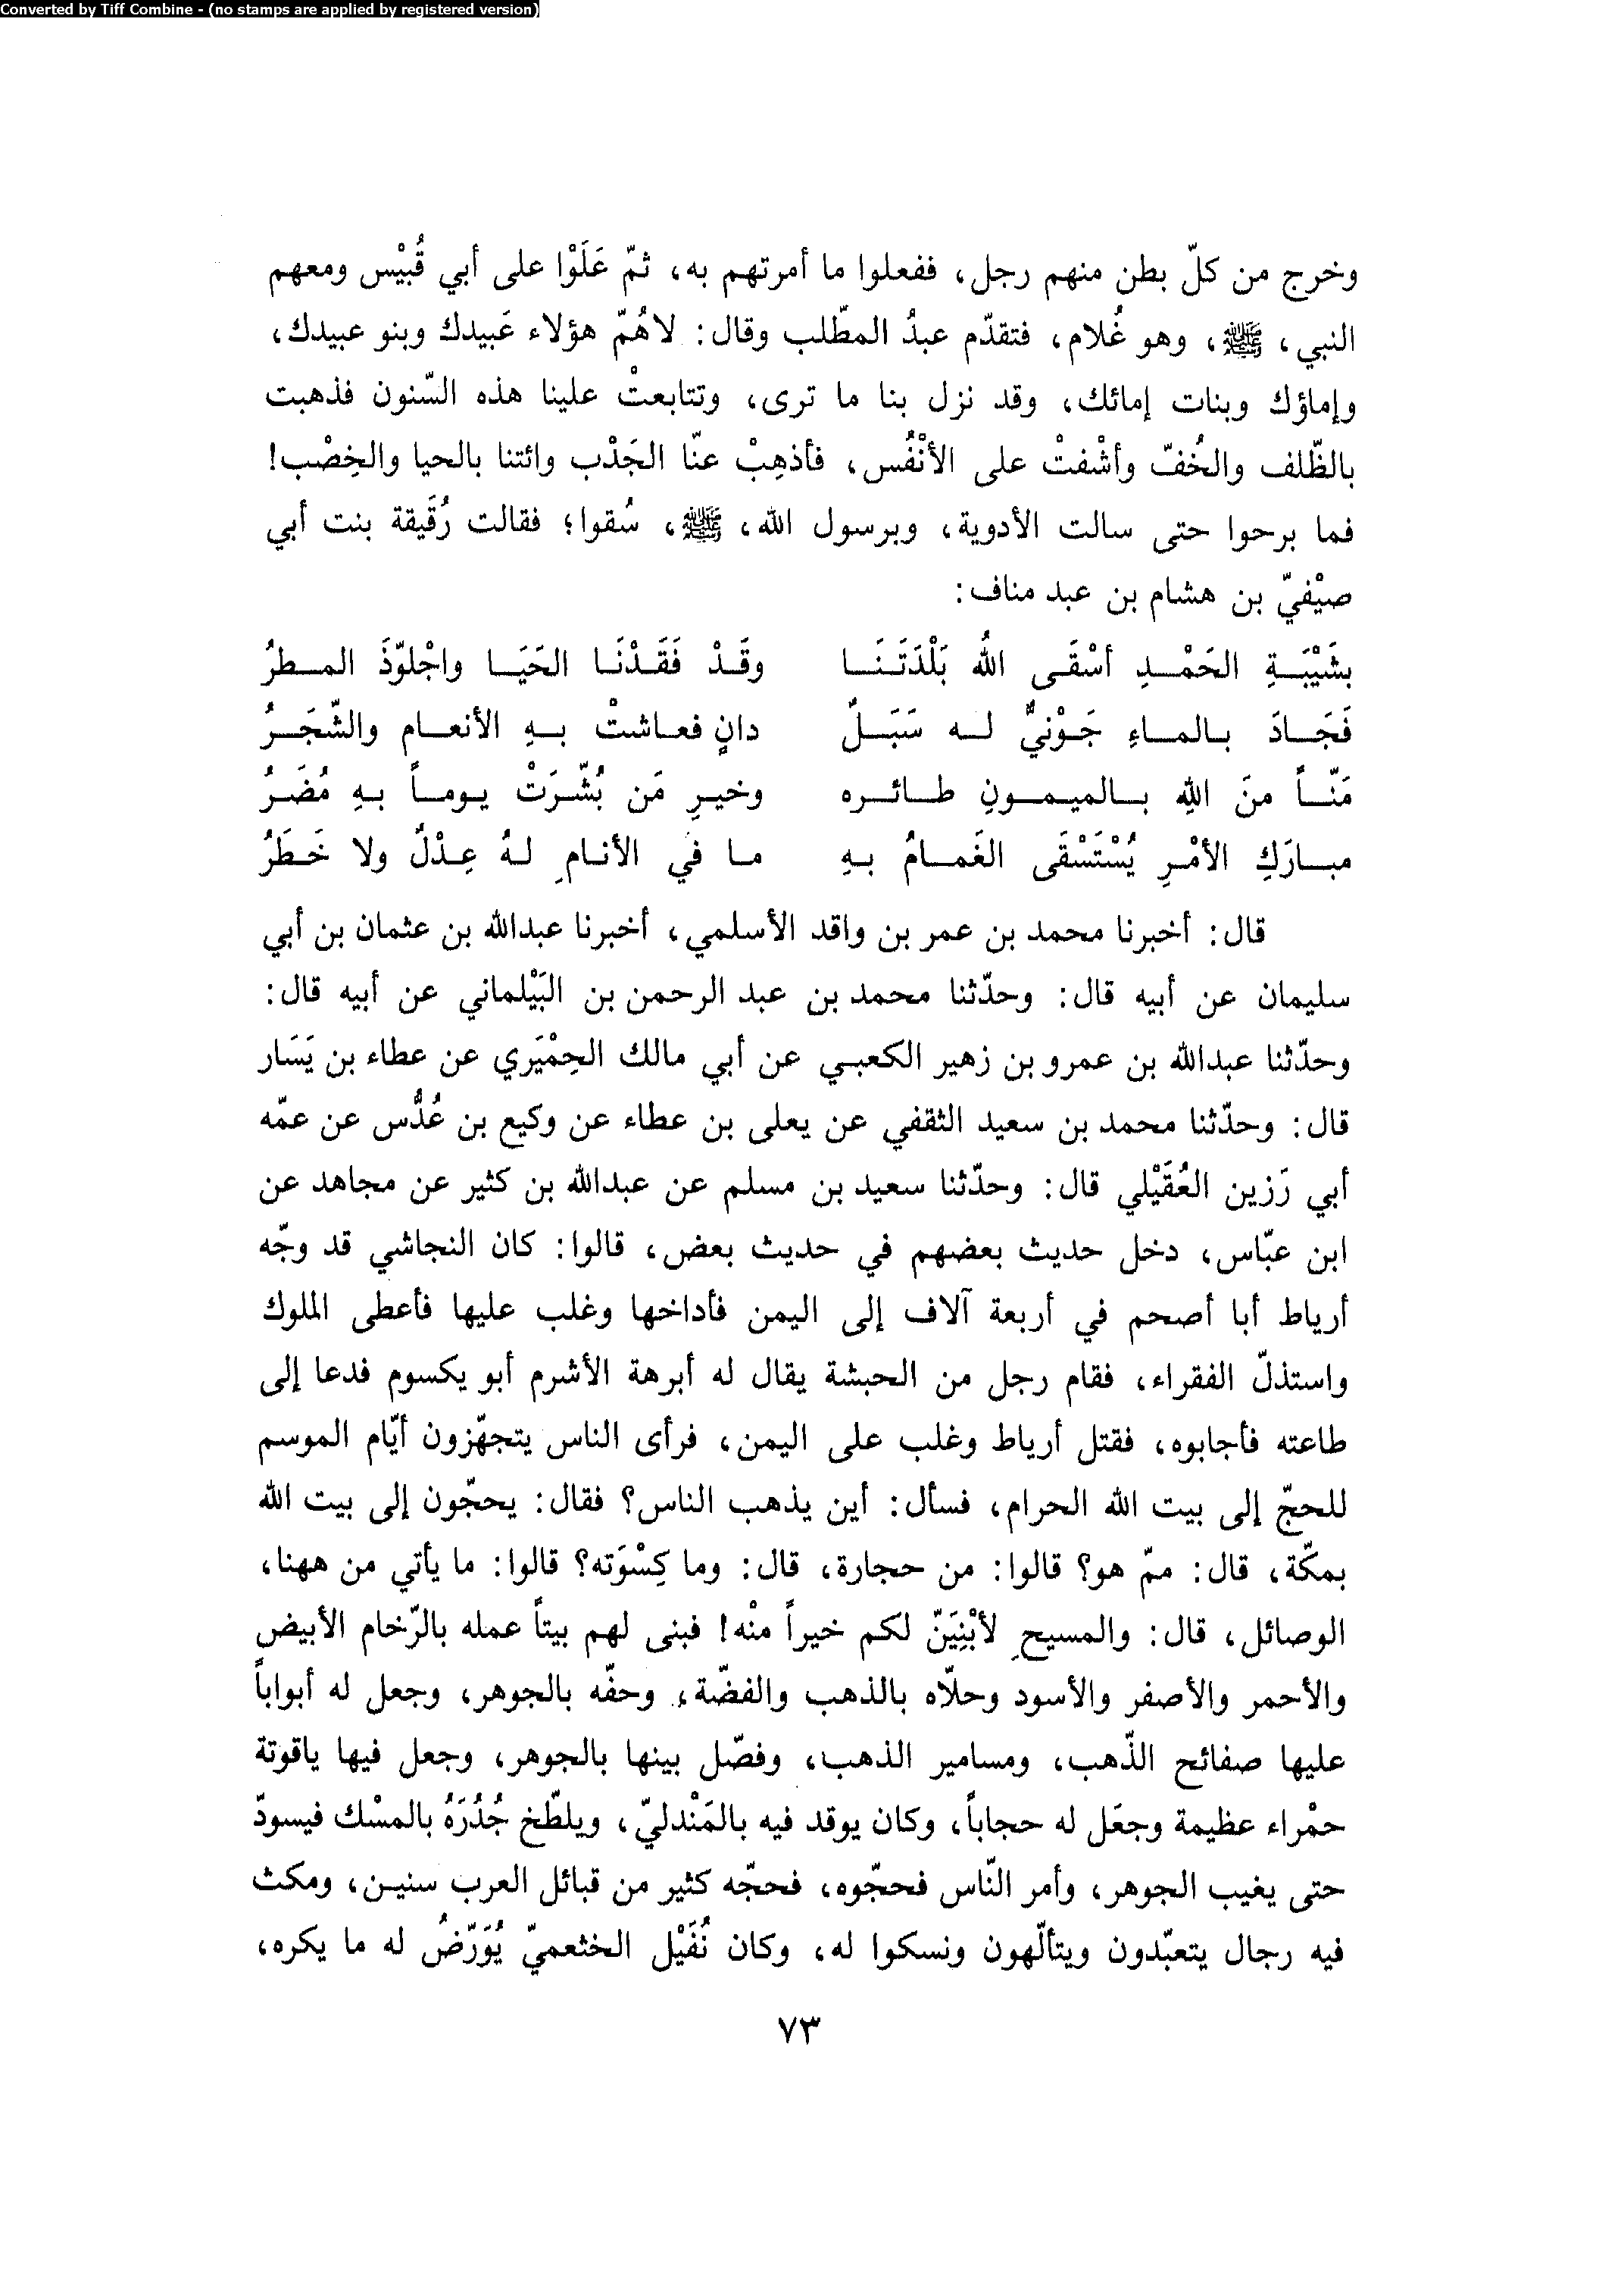 Converted by Tiff Combine - (no stamps are applied by registered version)
وخرج من كلّ بطن منهم رجل، ففعلوا ما أمرتهم به، ثمّ عَلَوْا على أبي قُبَيْس ومعهم
النبي، ﷺ، وهو غُلام، فتقدّم عبدُ المطّلب وقال: لاهُمّ هؤلاء عَبيدك وبنو عبيدك،
وإماؤك وبنات إمائك، وقد نزل بنا ما ترى، وتتابعتْ علينا هذه السّنون فذهبت
بالظّلف والخُفّ وأشْفتْ على الأنْفُس، فأذهِبْ عنّا الجَدْب وائتنا بالحيا والخِصْب!
فما برحوا حتى سالت الأدوية، وبرسول الله، ﷺ، سُقوا؛ فقالت رُقَيقة بنت أبي
صيْفيّ بن هشام بن عبد مناف:
بشَيْبَةِ الحَمْدِ أسْقَى اللهُ بَلْدَتَنَا وقَدْ فَقَدْنَا الحَيَا واجْلوّذَ المطرُ
فَجَادَ بالماءِ جَوْنيٌّ له سَبَلٌ دانٍ فعاشتْ بهِ الأنعام والشّجَرُ
مَنّاً منَ اللهِ بالميمونِ طائره وخيرِ مَن بُشّرَتْ يوماً بهِ مُضَرُ
مبارَكِ الأمْرِ يُسْتَسْقَى الغَمامُ بهِ ما في الأنامِ لهُ عِدْلٌ ولا خَطَرُ
قال: أخبرنا محمد بن عمر بن واقد الأسلمي، أخبرنا عبدالله بن عثمان بن أبي
سليمان عن أبيه قال: وحدّثنا محمد بن عبد الرحمن بن البَيْلماني عن أبيه قال:
وحدّثنا عبدالله بن عمرو بن زهير الكعبي عن أبي مالك الحِمْيَري عن عطاء بن يَسَار
قال: وحدّثنا محمد بن سعيد الثقفي عن يعلى بن عطاء عن وكيع بن عُدُس عن عمّه
أبي رَزين العُقَيْلي قال: وحدّثنا سعيد بن مسلم عن عبدالله بن كثير عن مجاهد عن
ابن عبّاس، دخل حديث بعضهم في حديث بعض، قالوا: كان النجاشي قد وجّه
أرياط أبا أصحم في أربعة آلاف إلى اليمن فأداخها وغلب عليها فأعطى الملوك
واستذلّ الفقراء، فقام رجل من الحبشة يقال له أبرهة الأشرم أبو يكسوم فدعا إلى
طاعته فأجابوه، فقتل أرياط وغلب على اليمن، فرأى الناس يتجهّزون أيّام الموسم
للحجّ إلى بيت الله الحرام، فسأل: أين يذهب الناس؟ فقال: يحجّون إلى بيت الله
بمكّة، قال: ممّ هو؟ قالوا: من حجارة، قال: وما كِسْوَته؟ قالوا: ما يأتي من ههنا،
الوصائل، قال: والمسيحِ لأبْنِيَنّ لكم خيراً منْه! فبنى لهم بيتاً عمله بالرّخام الأبيض
والأحمر والأصفر والأسود وحلّاه بالذهب والفضّة، وحفّه بالجوهر، وجعل له أبواباً
عليها صفائح الذّهب، ومسامير الذهب، وفصّل بينها بالجوهر، وجعل فيها ياقوتة
حمْراء عظيمة وجعَل له حجاباً، وكان يوقد فيه بالمَنْدليّ، ويلطّخ جُدُرَهُ بالمسْك فيسودّ
حتى يغيب الجوهر، وأمر النّاس فحجّوه، فحجّه كثير من قبائل العرب سنين، ومكث
فيه رجال يتعبّدون ويتألّهون ونسكوا له، وكان نُفَيْل الخثعميّ يُوَرّضُ له ما يكره،
٧٣